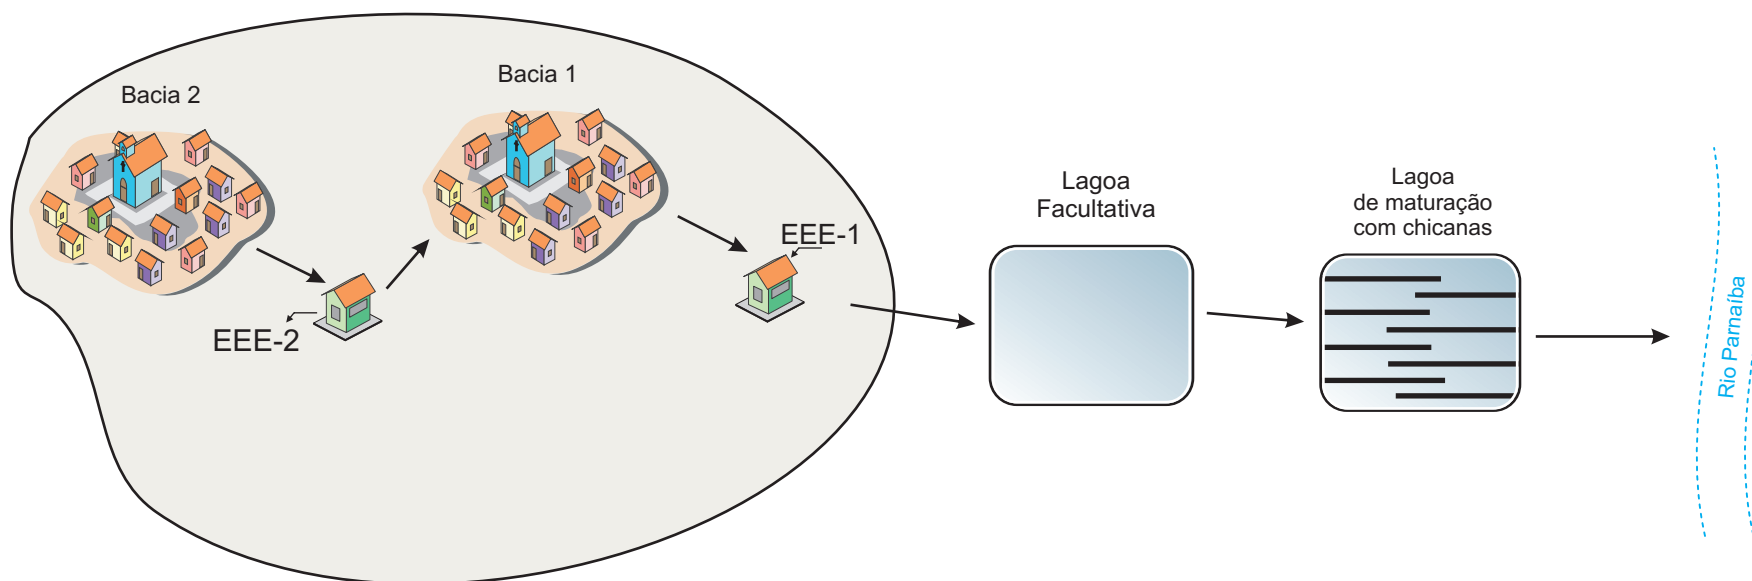 Bacia 2
Bacia 1
EEE-2
EEE-1
Lagoa
Facultativa
Lagoa
de maturação
com chicanas
Rio Parnaíba